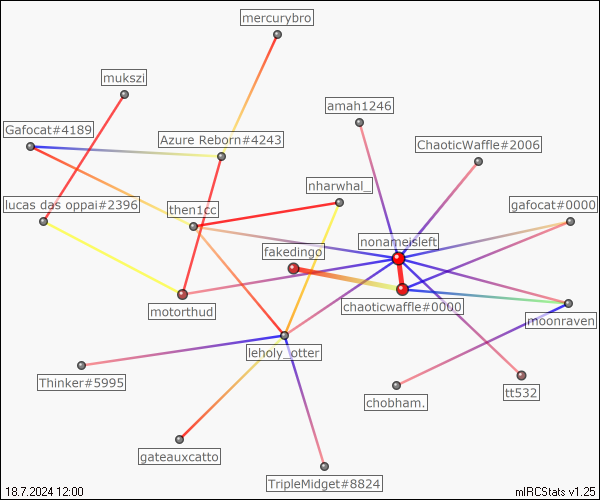 mercurybro
mukszi
amah1246
Gafocat#4189
Azure Reborn#4243
ChaoticWaffle#2006
nharwhal_
lucas das oppai#2396
then1cc
gafocat#0000
nonameisleft
fakedingo
motorthud
chaoticwaffle#0000
moonraven
leholy_otter
Thinker#5995
chobham.
tt532
gateauxcatto
TripleMidget#8824
18.7.2024 12:00
mIRCStats v1.25